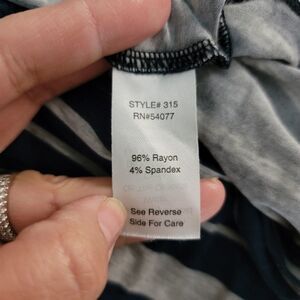 STYLE# 315
RN#54077
96% Rayon
4% Spandex
See Reverse
Side For Care